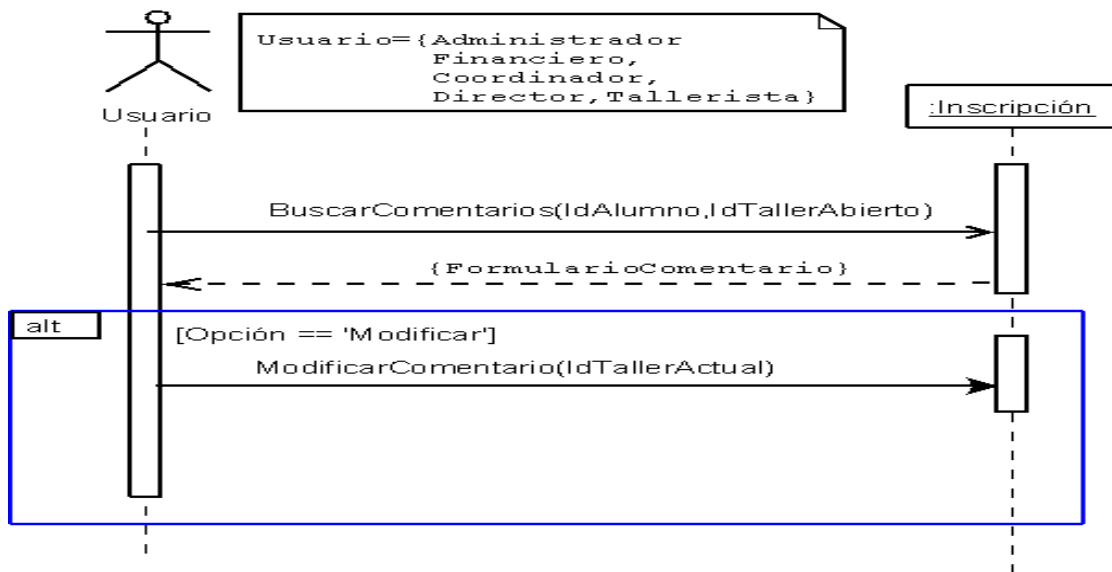 Usuario={Administrador
Financiero,
Coordinador,
Director,Tallerista}
Usuario
:Inscripción
BuscarComentarios(IdAlumno,IdTallerAbierto)
{FormularioComentario}
alt
[Opción == 'Modificar']
ModificarComentario(IdTallerActual)